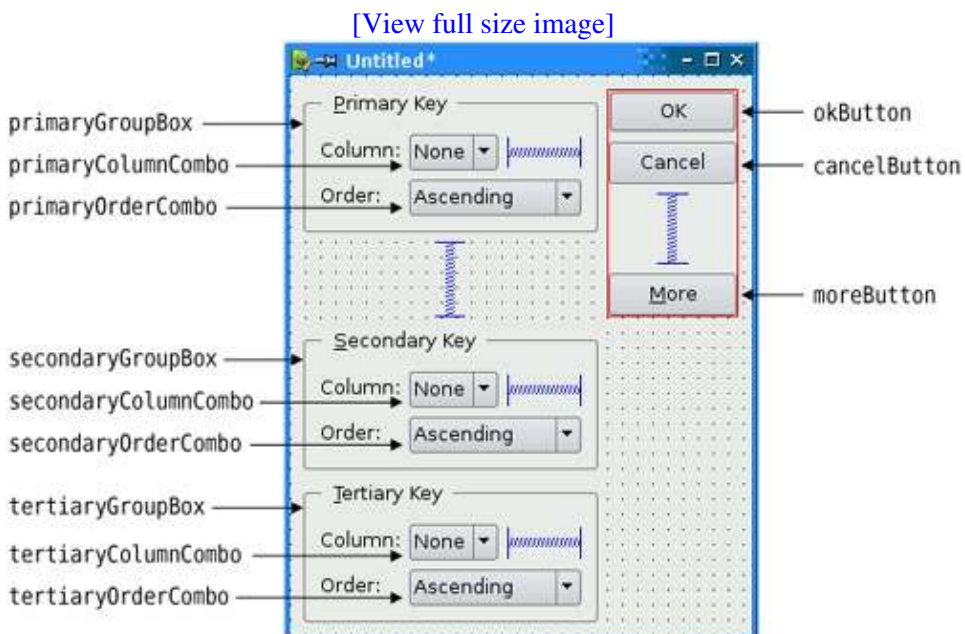 [View full size image]
Untitled*
Primary Key
OK
okButton
primaryGroupBox
Column: None
primaryColumnCombo
Cancel
cancelButton
Order: Ascending
primaryOrderCombo
More
moreButton
Secondary Key
secondaryGroupBox
Column: None
secondaryColumnCombo
Order: Ascending
secondaryOrderCombo
Tertiary Key
tertiaryGroupBox
Column: None
tertiaryColumnCombo
Order: Ascending
tertiaryOrderCombo